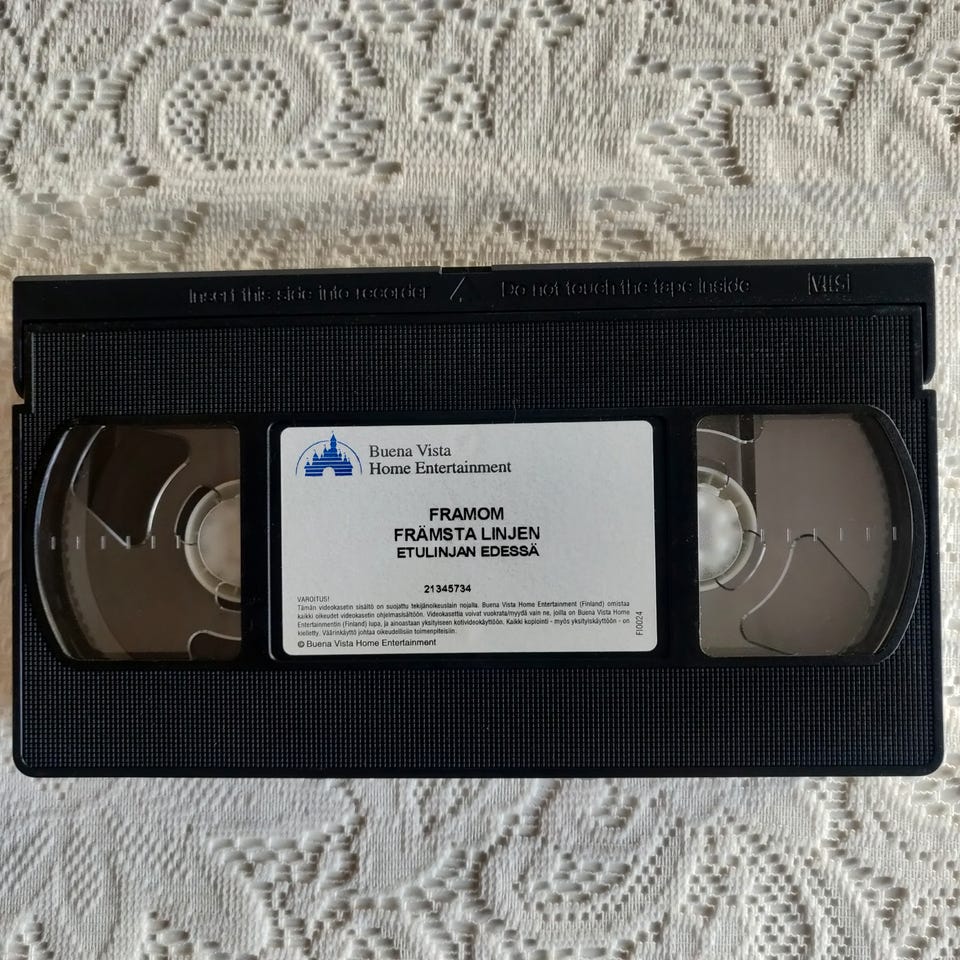 Insert this side into recorder Do not touch the tape inside VHS
Buena Vista
Home Entertainment
FRAMOM
FRÄMSTA LINJEN
ETULINJAN EDESSÄ
21345734
VAROITUS!
Tämän videokasetin sisältö on suojattu tekijänoikeuslain nojalla. Buena Vista Home Entertainment (Finland) omistaa
kaikki oikeudet videokasetin ohjelmasisältöön. Videokasettia voivat vuokrata/myydä vain ne, joilla on Buena Vista Home
Entertainmentin (Finland) lupa, ja ainoastaan yksityiseen kotivideokäyttöön. Kaikki kopiointi - myös yksityiskäyttöön - on
kielletty. Väärinkäyttö johtaa oikeudellisiin toimenpiteisiin.
© Buena Vista Home Entertainment
FI0024